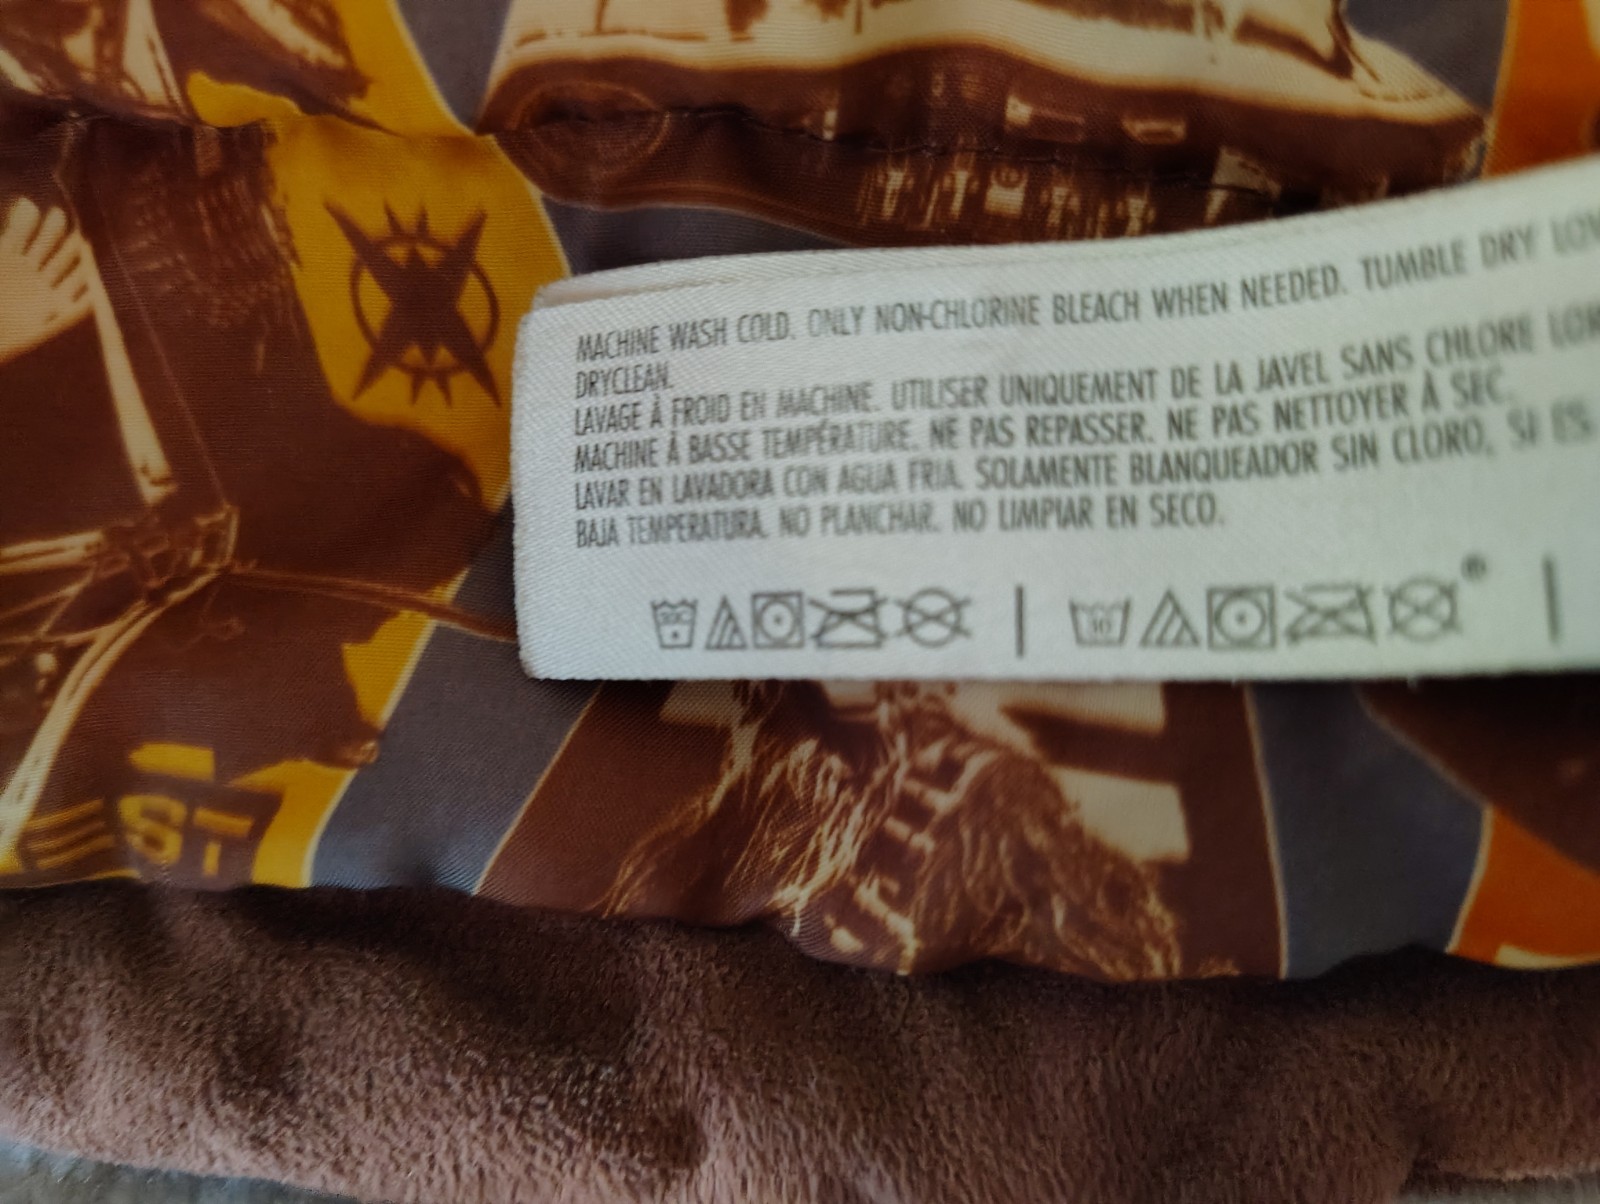 MACHINE WASH COLD. ONLY NON-CHLORINE BLEACH WHEN NEEDED. TUMBLE DRY
DRYCLEAN.
LAVAGE À FROID EN MACHINE. UTILISER UNIQUEMENT DE LA JAVEL SANS CHLORE
MACHINE À BASSE TEMPÉRATURE. NE PAS REPASSER. NE PAS NETTOYER À SEC.
LAVAR EN LAVADORA CON AGUA FRIA. SOLAMENTE BLANQUEADOR SIN CLORO, SI ES
BAJA TEMPERATURA. NO PLANCHAR. NO LIMPIAR EN SECO.
ST